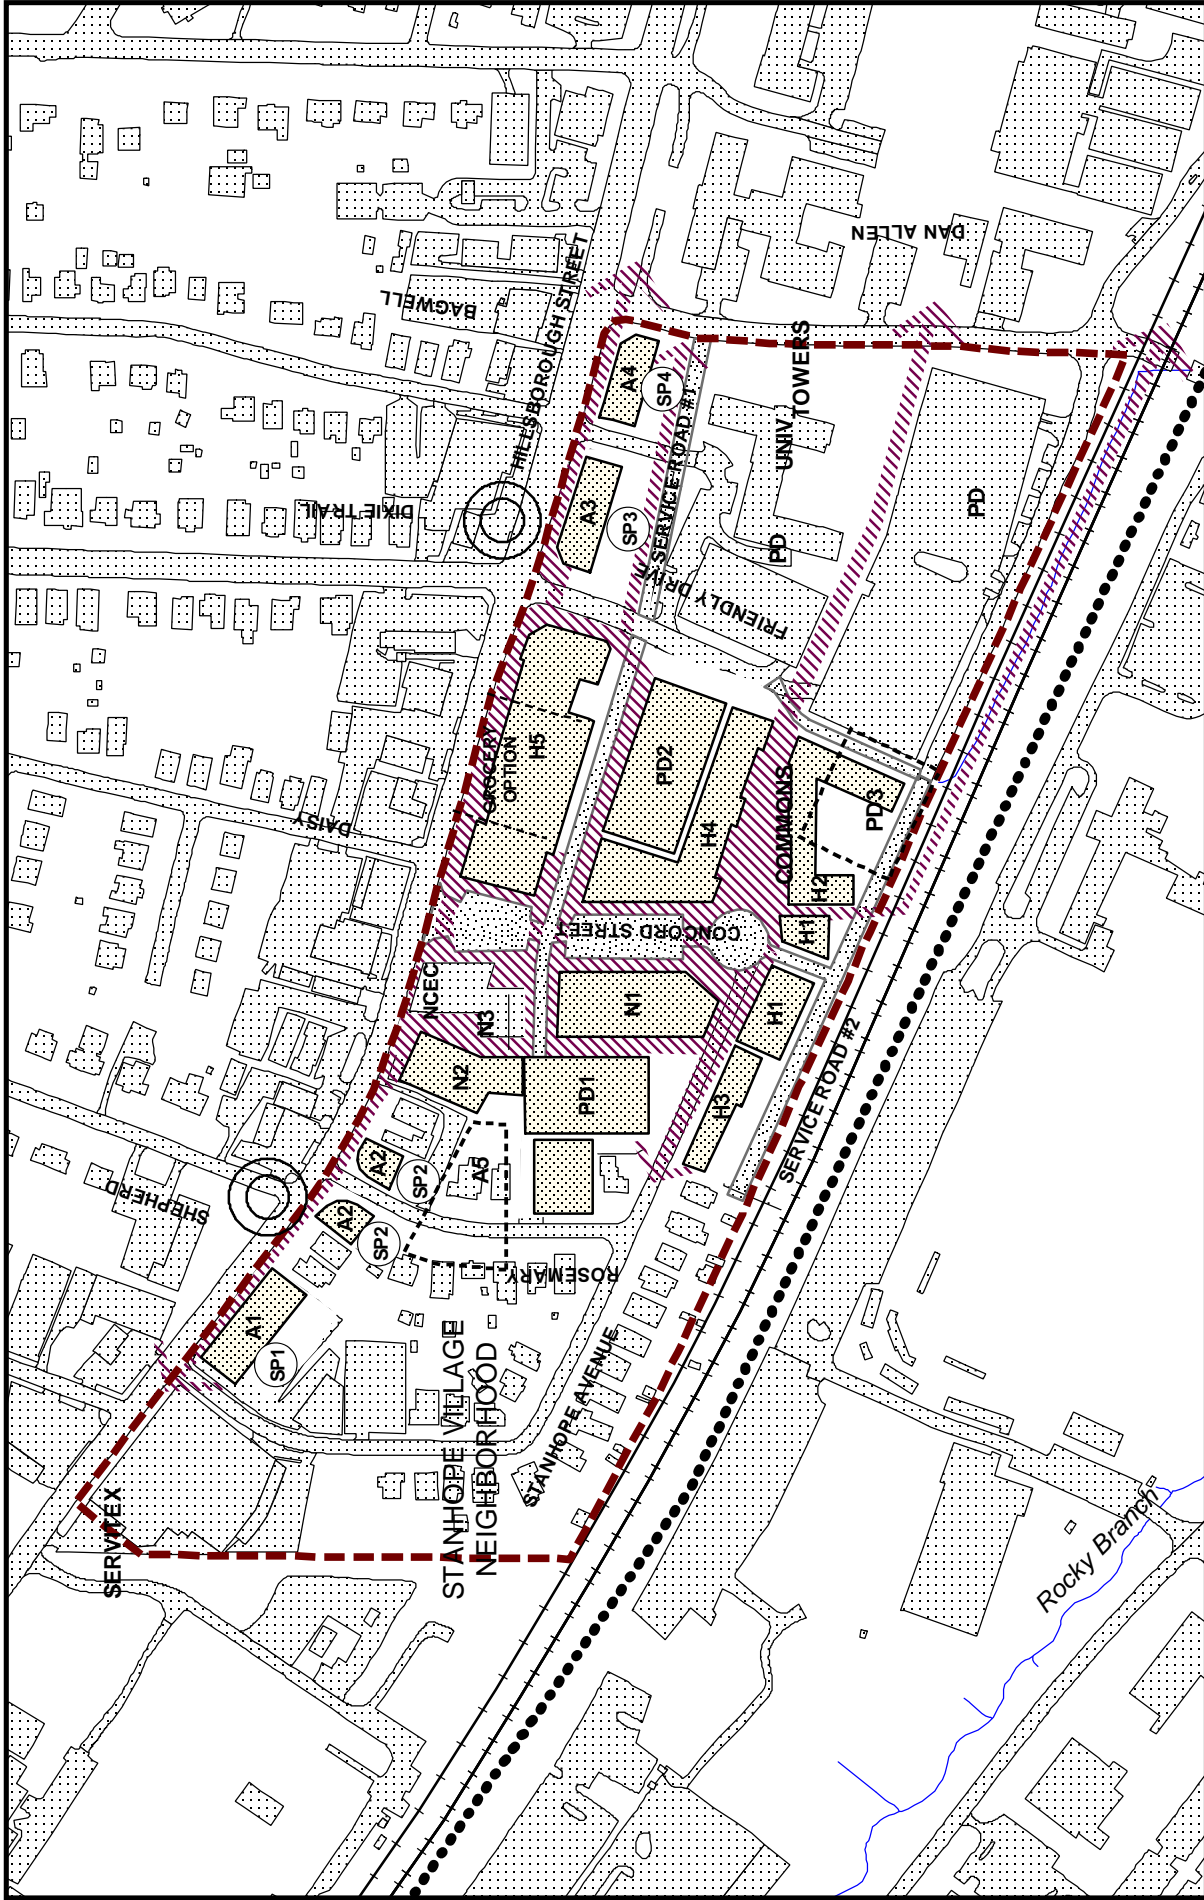 SERVITEX
STANHOPE VILLAGE
NEIGHBORHOOD
STANHOPE AVENUE
SHEPHERD
ROSEMARY
A1
SP1
A2
SP2
A2
SP2
A5
N2
PD1
H3
NCEC
N3
N1
H1
H1
H2
CONCORD STREET
SERVICE ROAD #2
DAISY
GROCERY
OPTION
H5
PD2
H4
COMMONS
PD3
DIXIE TRAIL
HILLSBOROUGH STREET
BAGWELL
A3
SP3
A4
SP4
SERVICE ROAD #1
FRIENDLY DRIVE
UNIV. TOWERS
PD
PD
DAN ALLEN
Rocky Branch